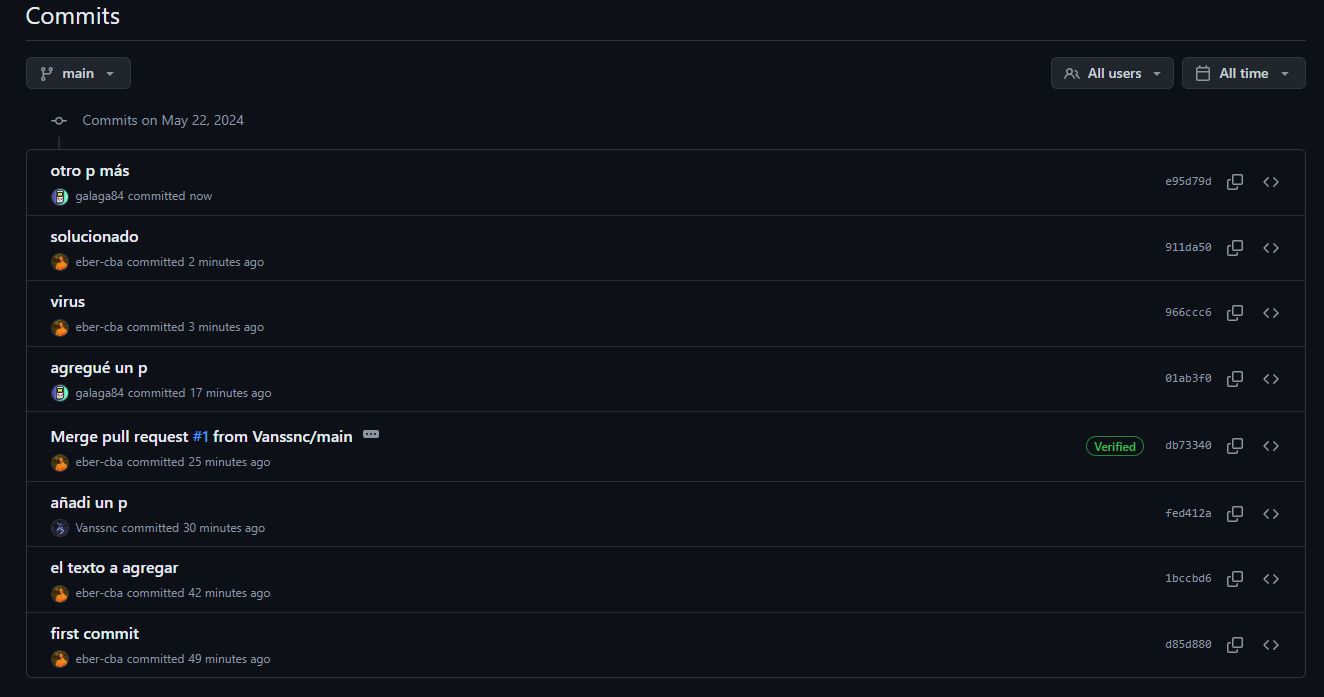 Commits
main
All users
All time
Commits on May 22, 2024
otro p más
galaga84 committed now
e95d79d
solucionado
eber-cba committed 2 minutes ago
911da50
virus
eber-cba committed 3 minutes ago
966ccc6
agregué un p
galaga84 committed 17 minutes ago
01ab3f0
Merge pull request #1 from Vanssnc/main
eber-cba committed 25 minutes ago
Verified
db73340
añadi un p
Vanssnc committed 30 minutes ago
fed412a
el texto a agregar
eber-cba committed 42 minutes ago
1bccbd6
first commit
eber-cba committed 49 minutes ago
d85d880